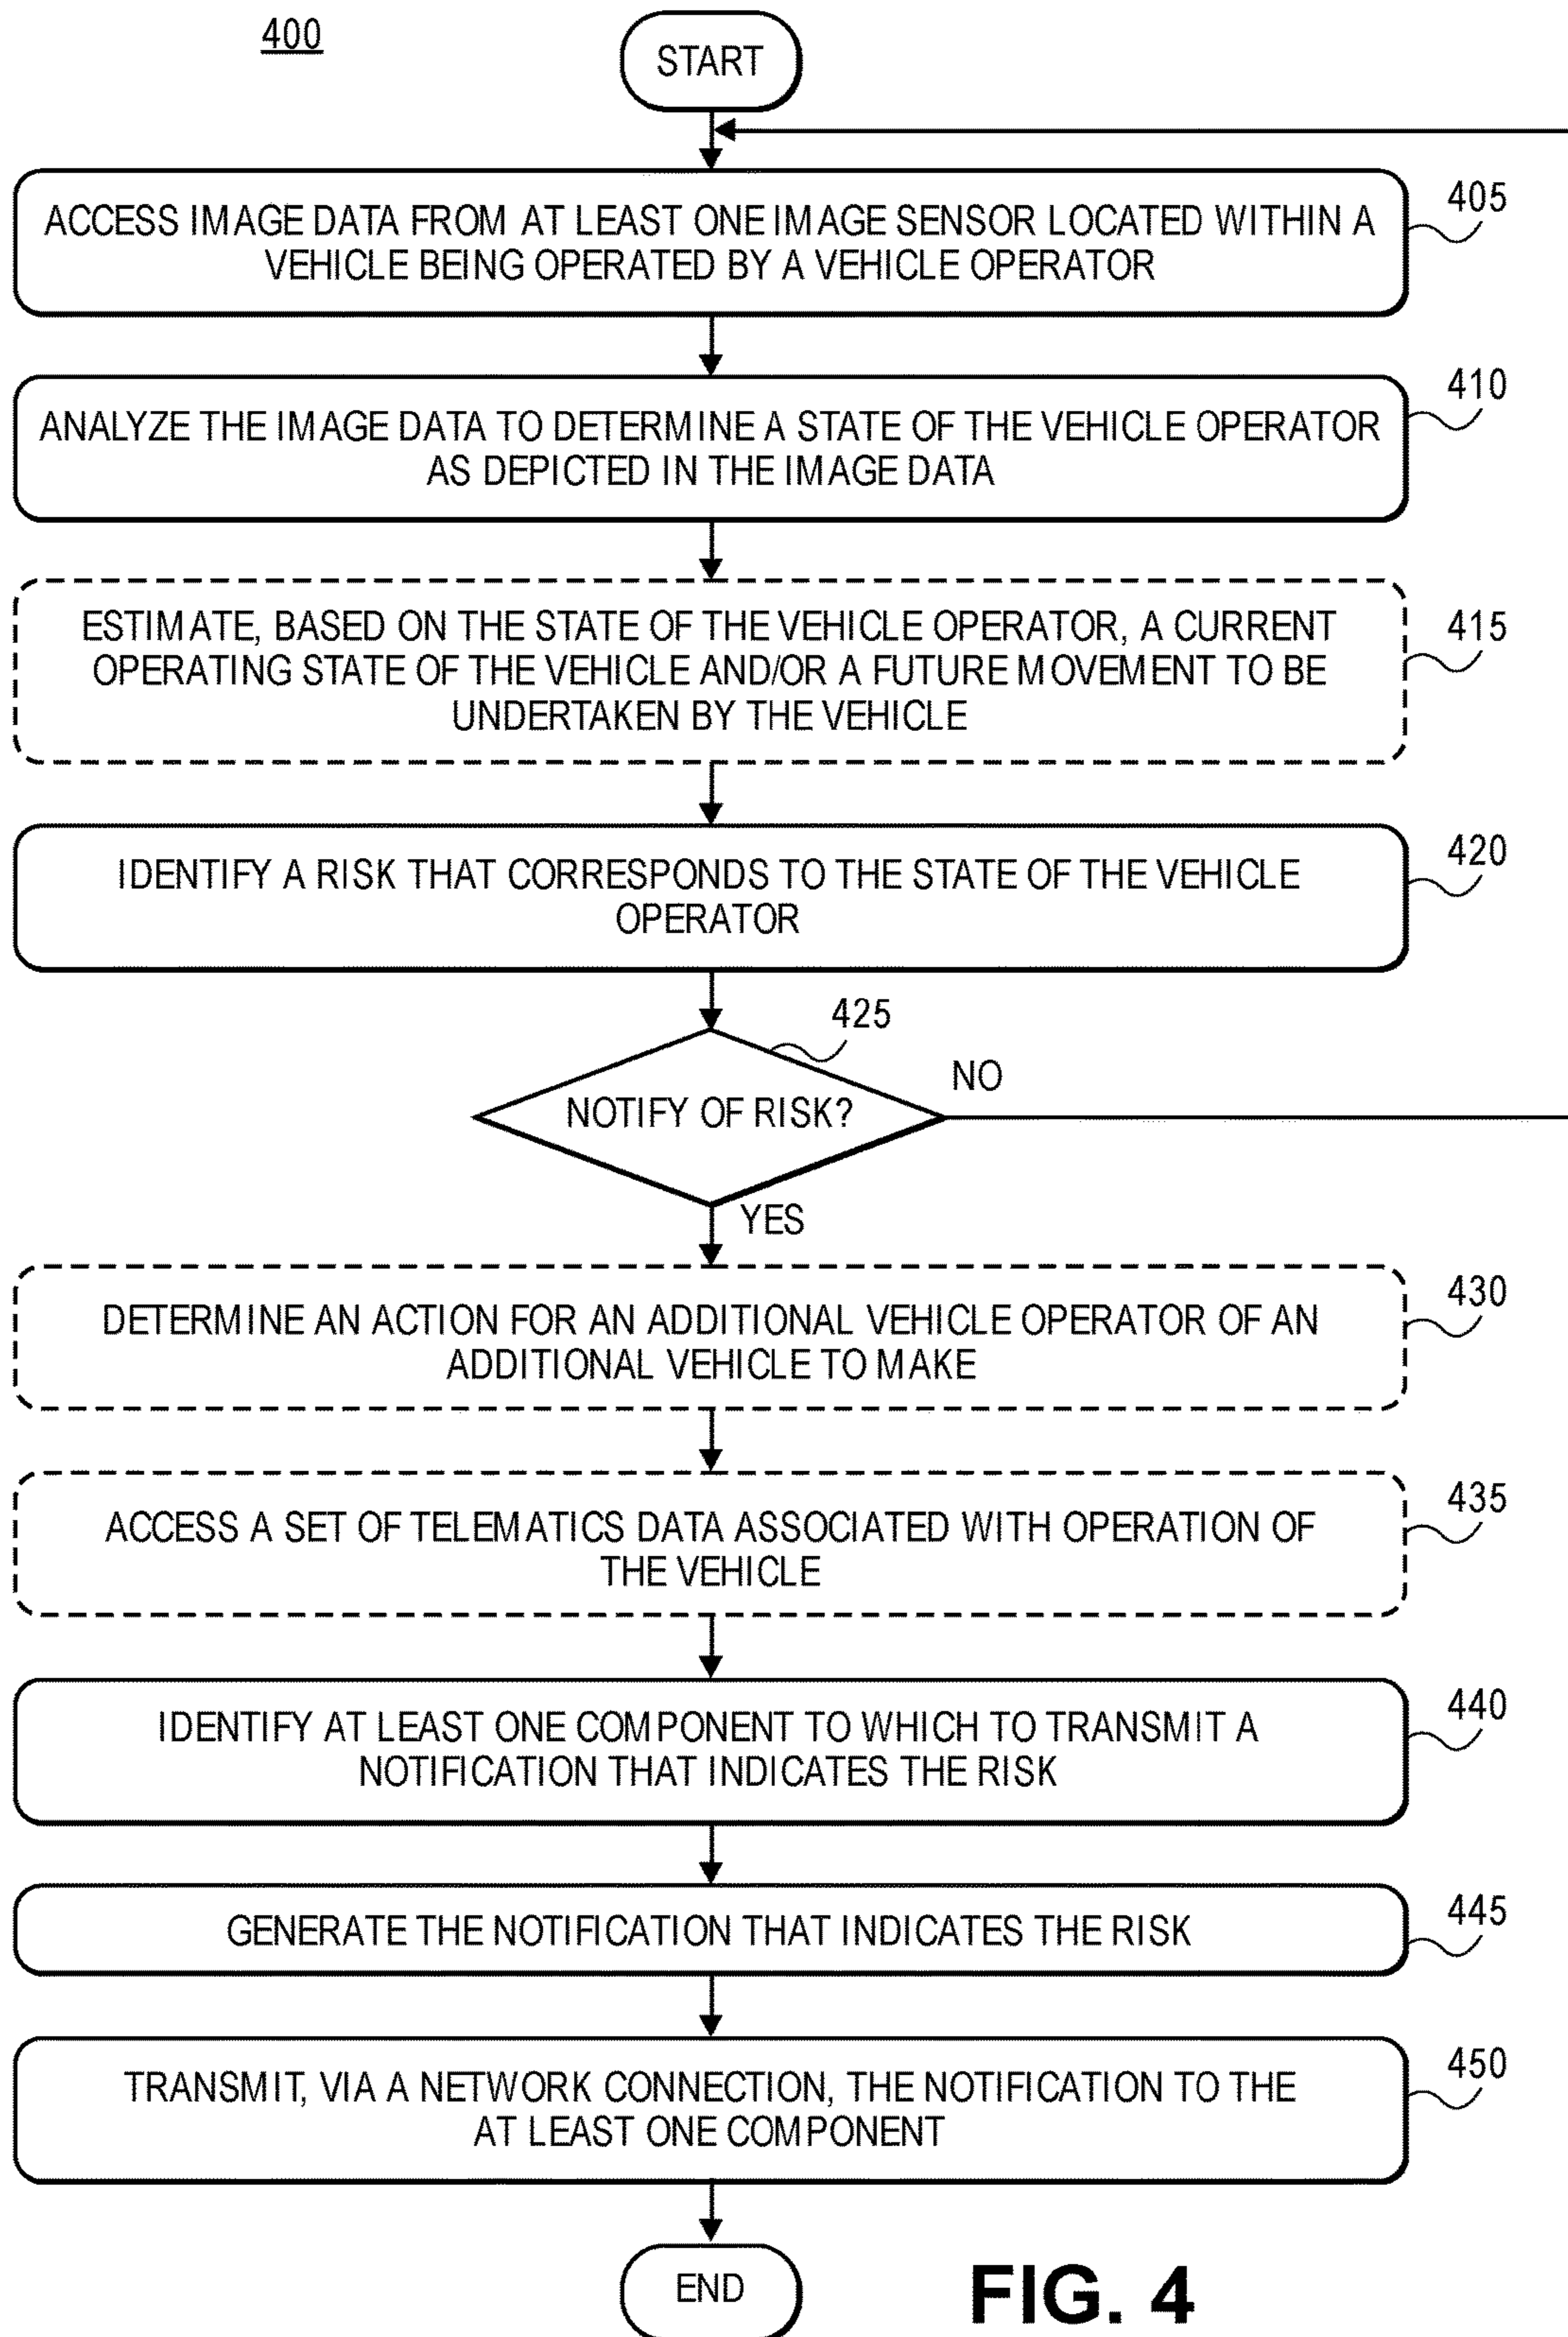 400
START
ACCESS IMAGE DATA FROM AT LEAST ONE IMAGE SENSOR LOCATED WITHIN A
VEHICLE BEING OPERATED BY A VEHICLE OPERATOR
405
ANALYZE THE IMAGE DATA TO DETERMINE A STATE OF THE VEHICLE OPERATOR
AS DEPICTED IN THE IMAGE DATA
410
ESTIMATE, BASED ON THE STATE OF THE VEHICLE OPERATOR, A CURRENT
OPERATING STATE OF THE VEHICLE AND/OR A FUTURE MOVEMENT TO BE
UNDERTAKEN BY THE VEHICLE
415
IDENTIFY A RISK THAT CORRESPONDS TO THE STATE OF THE VEHICLE
OPERATOR
420
425
NOTIFY OF RISK?
NO
YES
DETERMINE AN ACTION FOR AN ADDITIONAL VEHICLE OPERATOR OF AN
ADDITIONAL VEHICLE TO MAKE
430
ACCESS A SET OF TELEMATICS DATA ASSOCIATED WITH OPERATION OF
THE VEHICLE
435
IDENTIFY AT LEAST ONE COMPONENT TO WHICH TO TRANSMIT A
NOTIFICATION THAT INDICATES THE RISK
440
GENERATE THE NOTIFICATION THAT INDICATES THE RISK
445
TRANSMIT, VIA A NETWORK CONNECTION, THE NOTIFICATION TO THE
AT LEAST ONE COMPONENT
450
END
FIG. 4